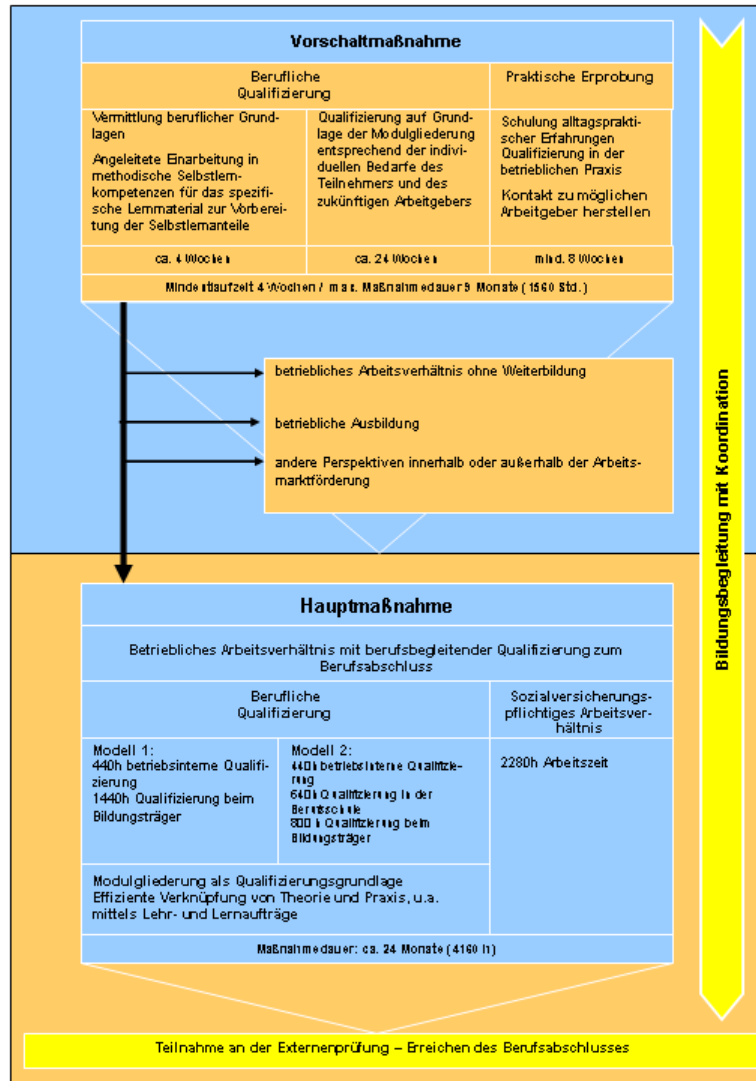 Vorschaltmaßnahme
Berufliche
Qualifizierung
Praktische Erprobung
Vermittlung beruflicher Grund-
lagen
Angeleitete Einarbeitung in
methodische Selbstlern-
kompetenzen für das spezifi-
sche Lernmaterial zur Vorberei-
tung der Selbstlernanteile
Qualifizierung auf Grund-
lage der Modulgliederung
entsprechend der indivi-
duellen Bedarfe des
Teilnehmers und des
zukünftigen Arbeitgebers
Schulung alltagsprakti-
scher Erfahrungen
Qualifizierung in der
betrieblichen Praxis
Kontakt zu möglichen
Arbeitgeber herstellen
ca. 4 Wochen
ca. 24 Wochen
mind. 8 Wochen
Mindestlaufzeit 4 Wochen / max. Maßnahmedauer 9 Monate (1560 Std.)
betriebliches Arbeitsverhältnis ohne Weiterbildung
betriebliche Ausbildung
andere Perspektiven innerhalb oder außerhalb der Arbeits-
marktförderung
Hauptmaßnahme
Betriebliches Arbeitsverhältnis mit berufsbegleitender Qualifizierung zum
Berufsabschluss
Berufliche
Qualifizierung
Sozialversicherungs-
pflichtiges Arbeitsver-
hältnis
Modell 1:
440h betriebsinterne Qualifi-
zierung
1440h Qualifizierung beim
Bildungsträger
Modell 2:
440h betriebsinterne Qualifizie-
rung
640h Qualifizierung in der
Berufsschule
800 h Qualifizierung beim
Bildungsträger
2280h Arbeitszeit
Modulgliederung als Qualifizierungsgrundlage
Effiziente Verknüpfung von Theorie und Praxis, u.a.
mittels Lehr- und Lernaufträge
Maßnahmedauer: ca. 24 Monate (4160 h)
Teilnahme an der Externenprüfung – Erreichen des Berufsabschlusses
Bildungsbegleitung mit Koordination